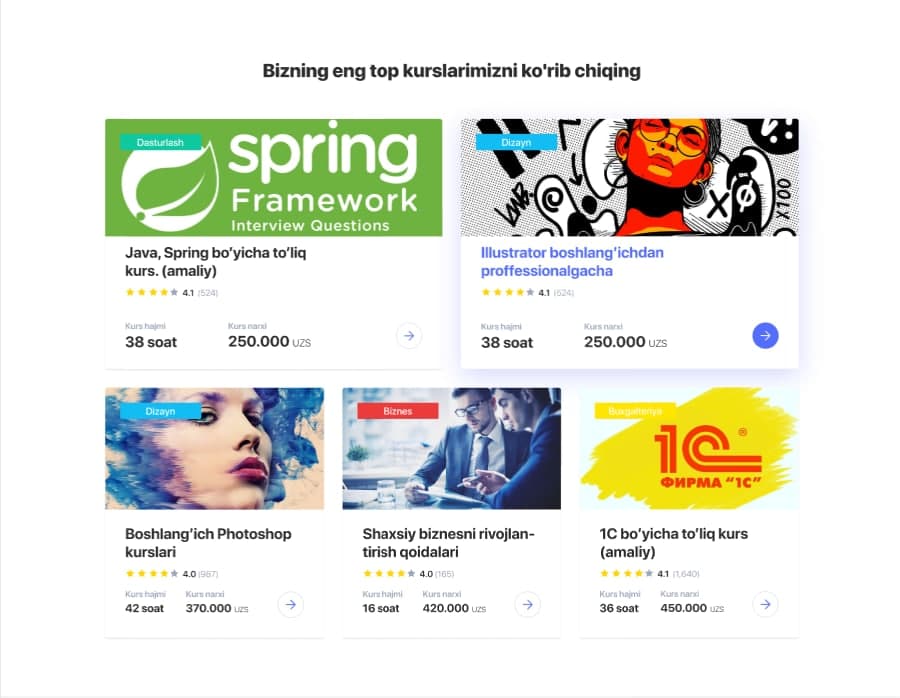 Bizning eng top kurslarimizni ko'rib chiqing
Dasturlash
spring
Framework
Interview Questions
Java, Spring bo’yicha to’liq
kurs. (amaliy)
4.1 (524)
Kurs hajmi
38 soat
Kurs narxi
250.000 UZS
Dizayn
X100
Illustrator boshlang’ichdan
proffessionalgacha
4.1 (524)
Kurs hajmi
38 soat
Kurs narxi
250.000 UZS
Dizayn
Boshlang’ich Photoshop
kurslari
4.0 (987)
Kurs hajmi
42 soat
Kurs narxi
370.000 UZS
Biznes
Shaxsiy biznesni rivojlan-
tirish qoidalari
4.0 (165)
Kurs hajmi
16 soat
Kurs narxi
420.000 UZS
Buxgalteriya
1С ®
ФИРМА “1С”
1C bo’yicha to’liq kurs
(amaliy)
4.1 (1,640)
Kurs hajmi
36 soat
Kurs narxi
450.000 UZS